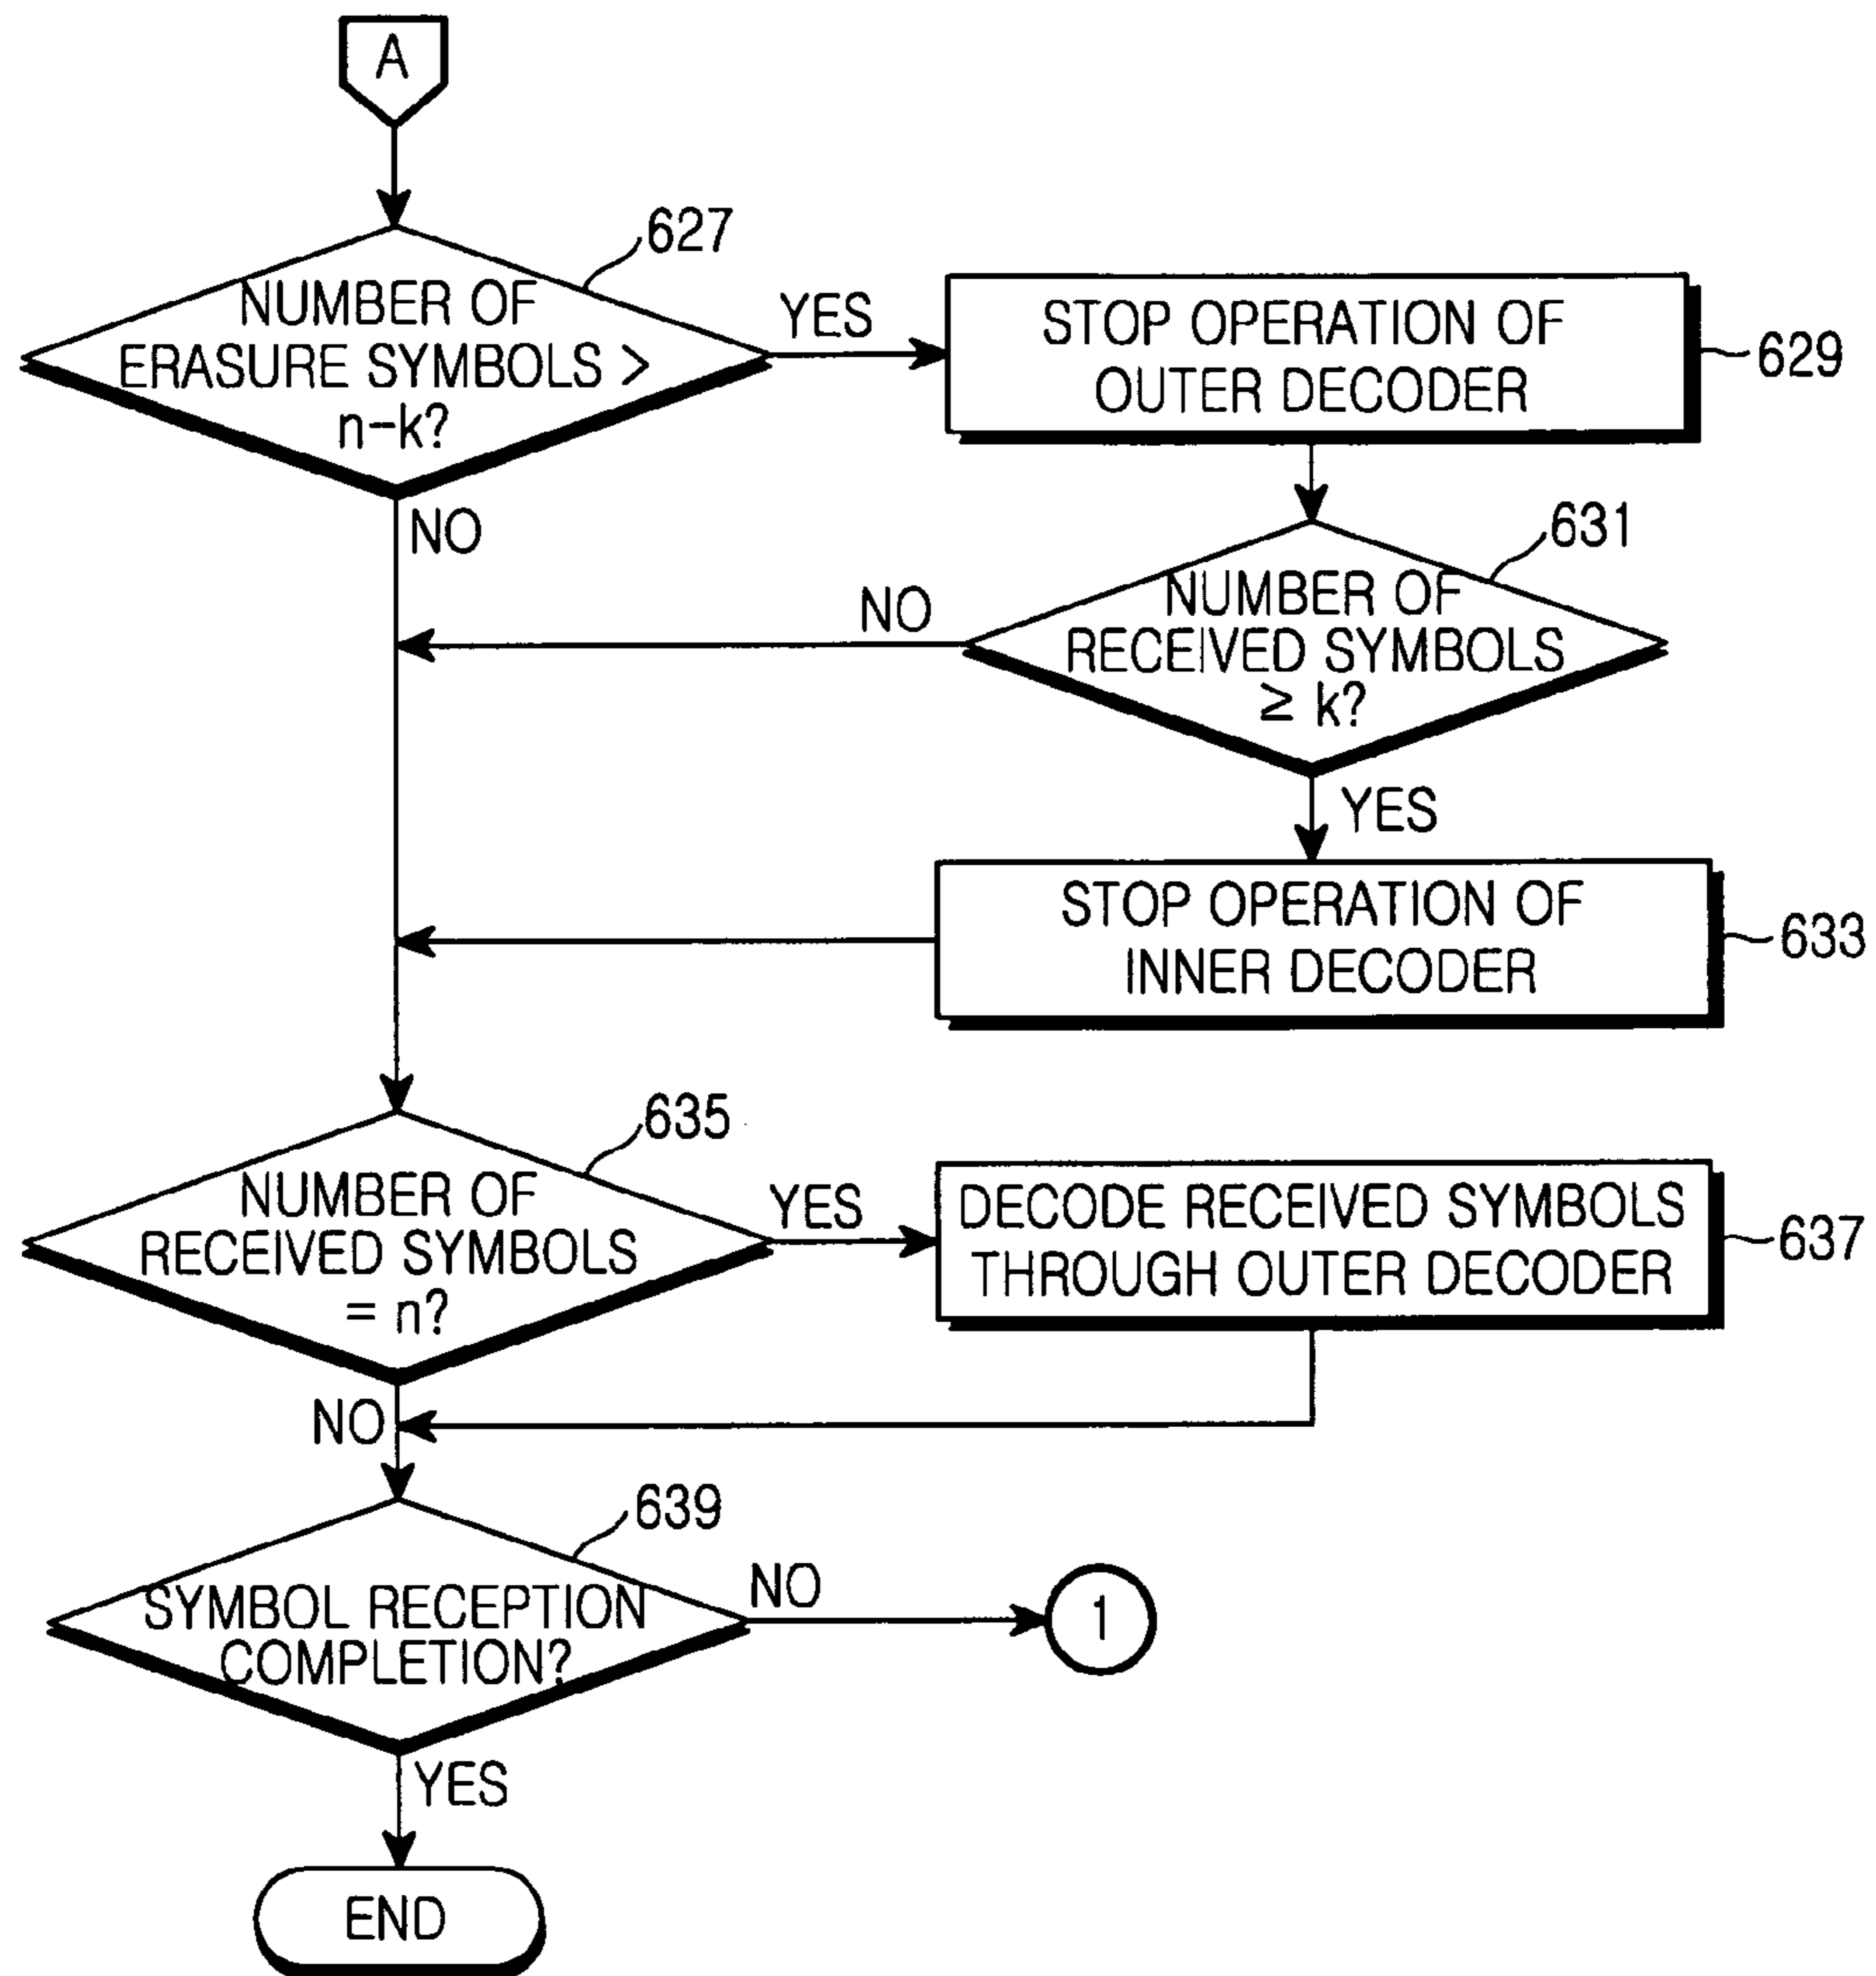 A
627
NUMBER OF
ERASURE SYMBOLS >
n-k?
YES
STOP OPERATION OF
OUTER DECODER
629
NO
631
NUMBER OF
RECEIVED SYMBOLS
≥ k?
NO
YES
STOP OPERATION OF
INNER DECODER
633
635
NUMBER OF
RECEIVED SYMBOLS
= n?
YES
DECODE RECEIVED SYMBOLS
THROUGH OUTER DECODER
637
NO
639
SYMBOL RECEPTION
COMPLETION?
NO
1
YES
END